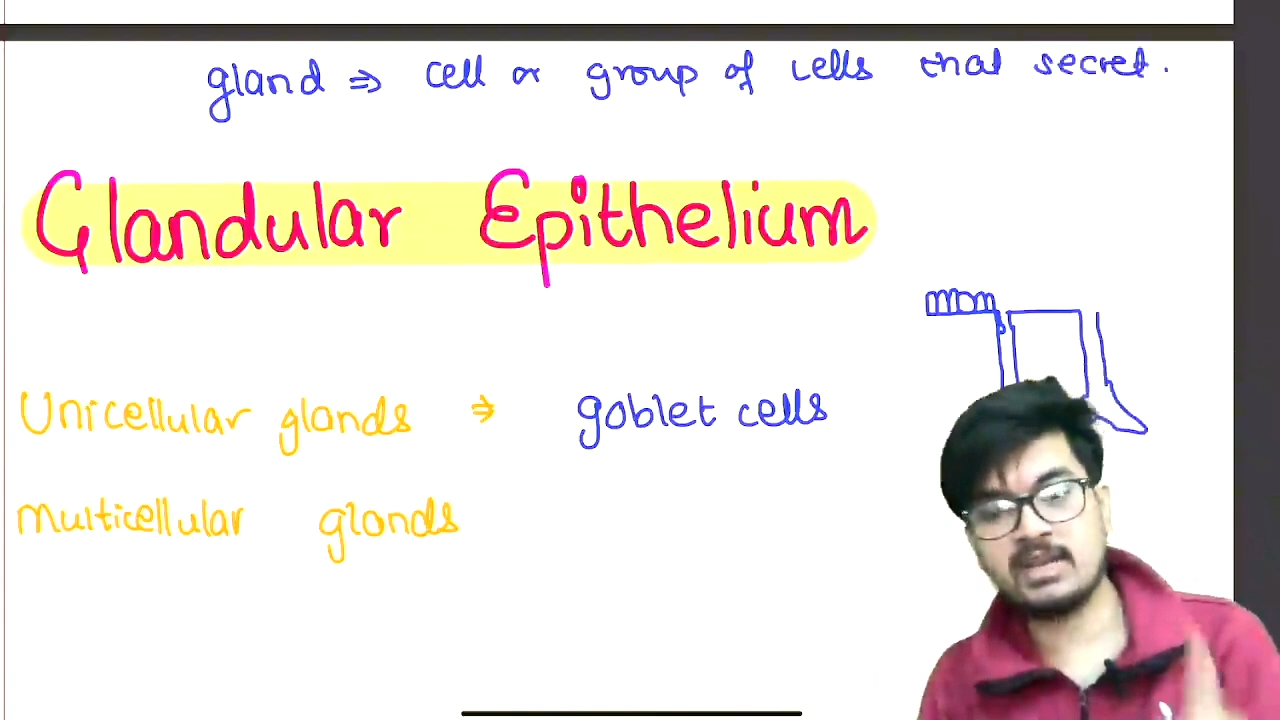 gland ⇒ cell or group of cells that secret.
Glandular Epithelium
Unicellular glands ⇒ goblet cells
Multicellular glands